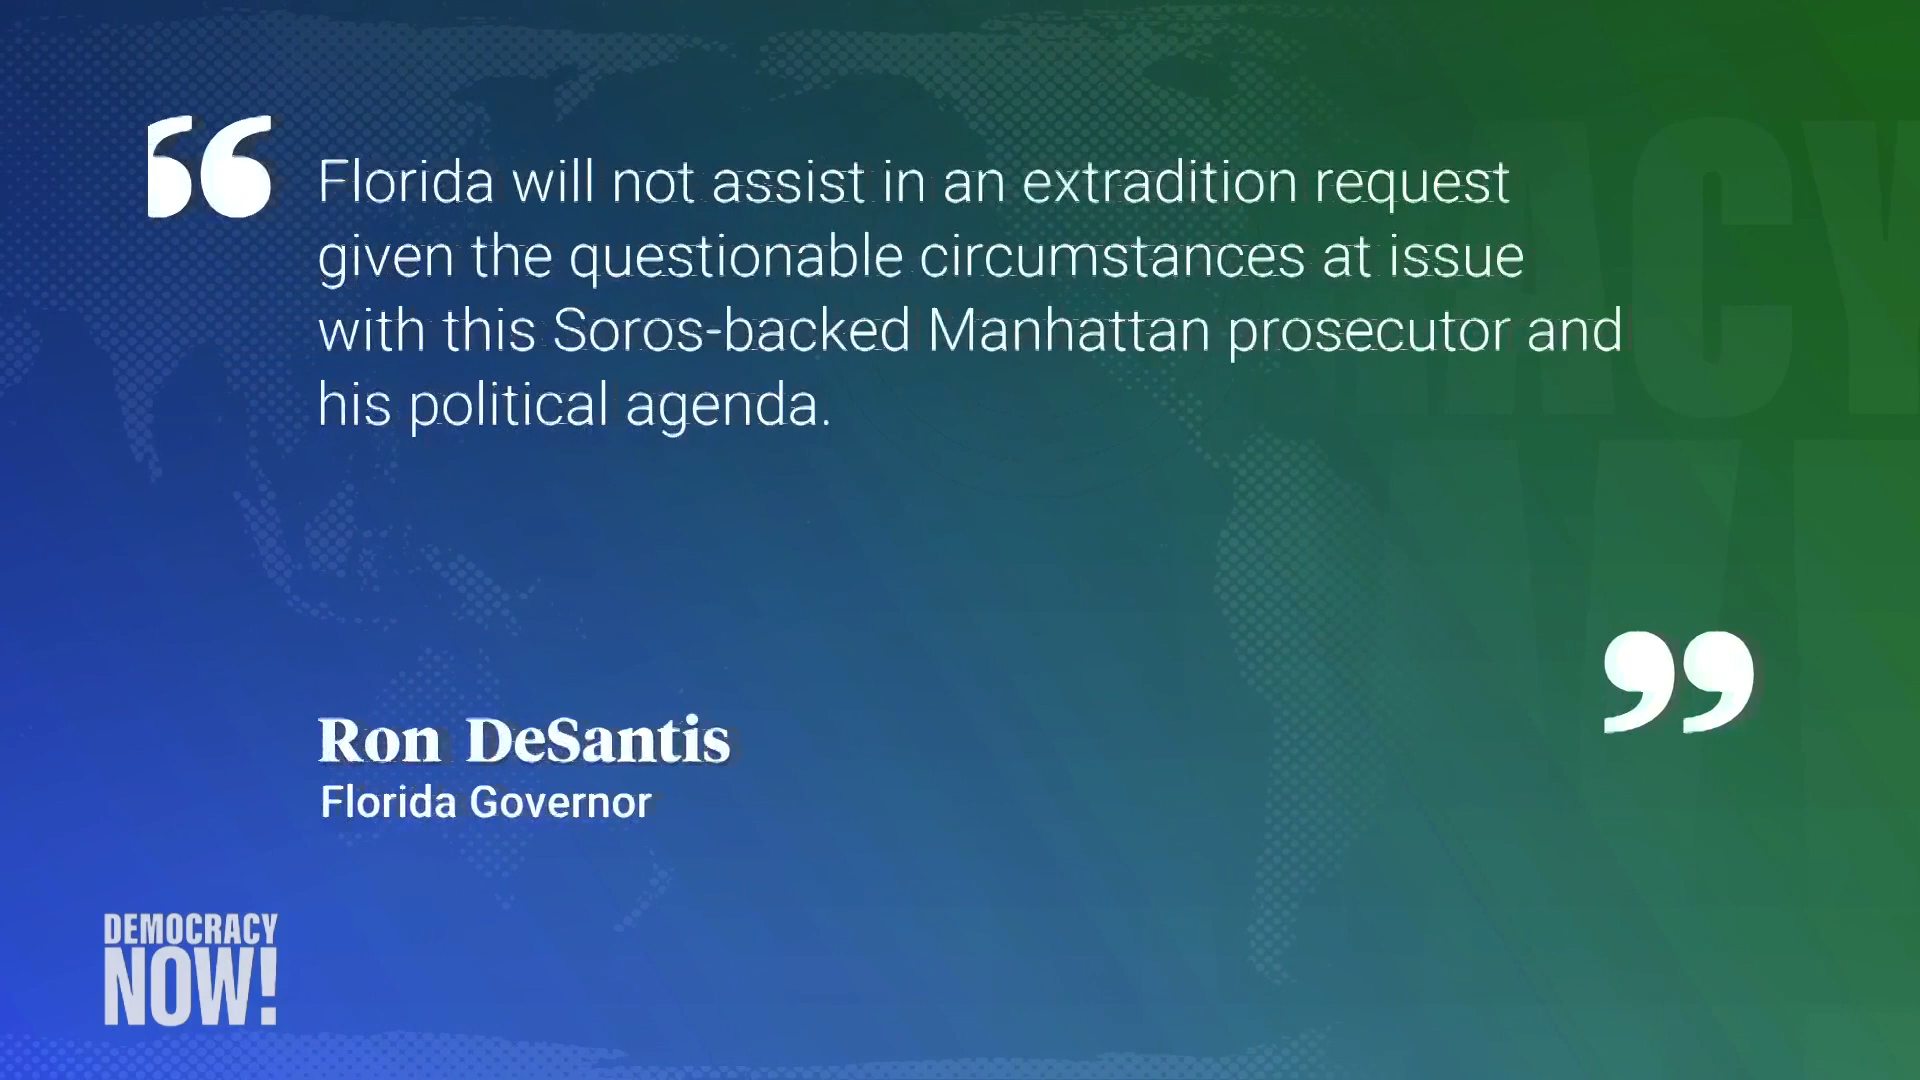 “
Florida will not assist in an extradition request
given the questionable circumstances at issue
with this Soros-backed Manhattan prosecutor and
his political agenda.
”
Ron DeSantis
Florida Governor
DEMOCRACY
NOW!